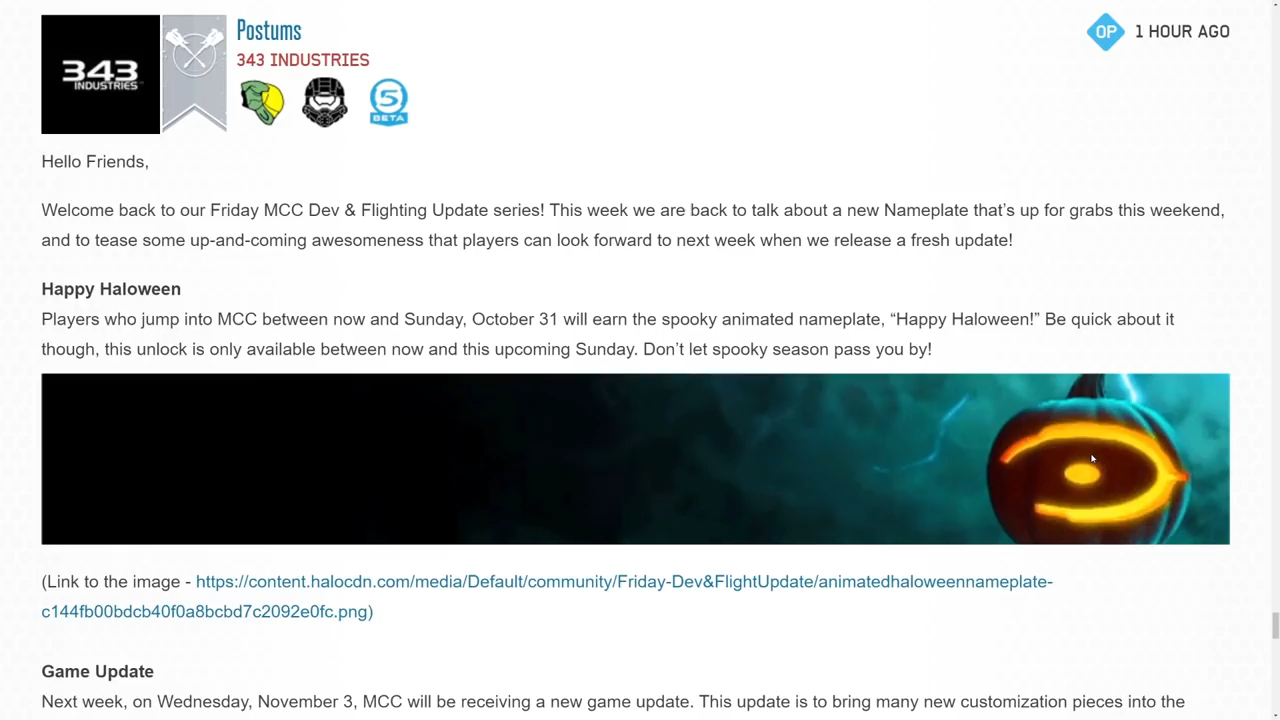 343
INDUSTRIES
Postums
343 INDUSTRIES
5
BETA
OP 1 HOUR AGO
Hello Friends,
Welcome back to our Friday MCC Dev & Flighting Update series! This week we are back to talk about a new Nameplate that’s up for grabs this weekend,
and to tease some up-and-coming awesomeness that players can look forward to next week when we release a fresh update!
Happy Haloween
Players who jump into MCC between now and Sunday, October 31 will earn the spooky animated nameplate, “Happy Haloween!” Be quick about it
though, this unlock is only available between now and this upcoming Sunday. Don’t let spooky season pass you by!
(Link to the image - https://content.halocdn.com/media/Default/community/Friday-Dev&FlightUpdate/animatedhaloweennameplate-
c144fb00bdcb40f0a8bcbd7c2092e0fc.png)
Game Update
Next week, on Wednesday, November 3, MCC will be receiving a new game update. This update is to bring many new customization pieces into the